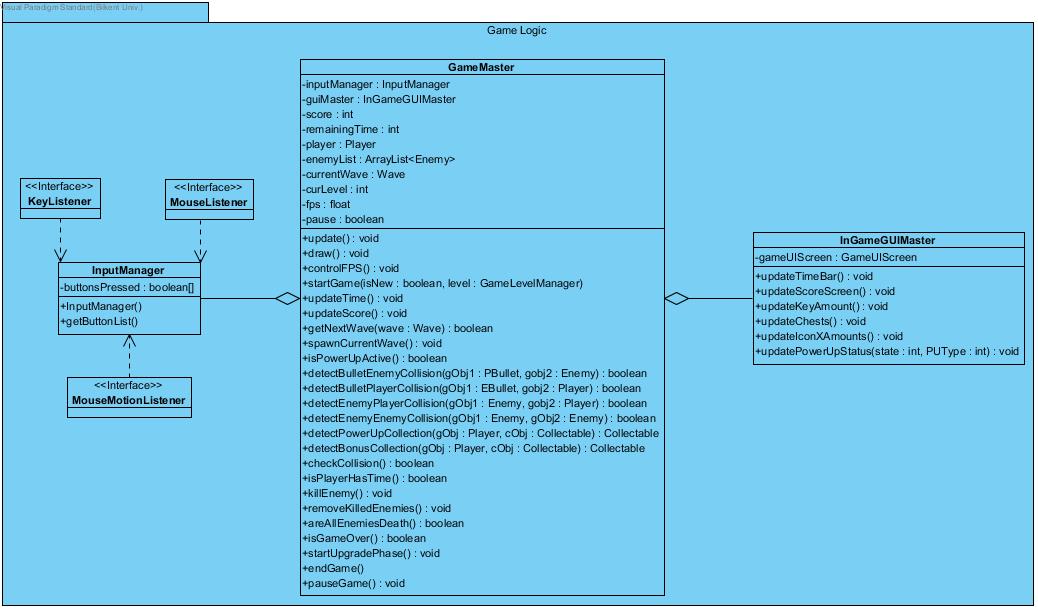 Visual Paradigm Standard(Bilkent Univ.)
Game Logic
GameMaster
-inputManager : InputManager
-guiMaster : InGameGUIMaster
-score : int
-remainingTime : int
-player : Player
-enemyList : ArrayList<Enemy>
-currentWave : Wave
-curLevel : int
-fps : float
-pause : boolean
+update() : void
+draw() : void
+controlFPS() : void
+startGame(isNew : boolean, level : GameLevelManager)
+updateTime() : void
+updateScore() : void
+getNextWave(wave : Wave) : boolean
+spawnCurrentWave() : void
+isPowerUpActive() : boolean
+detectBulletEnemyCollision(gObj1 : PBullet, gobj2 : Enemy) : boolean
+detectBulletPlayerCollision(gObj1 : EBullet, gobj2 : Player) : boolean
+detectEnemyPlayerCollision(gObj1 : Enemy, gobj2 : Player) : boolean
+detectEnemyEnemyCollision(gObj1 : Enemy, gObj2 : Enemy) : boolean
+detectPowerUpCollection(gObj : Player, cObj : Collectable) : Collectable
+detectBonusCollection(gObj : Player, cObj : Collectable) : Collectable
+checkCollision() : boolean
+isPlayerHasTime() : boolean
+killEnemy() : void
+removeKilledEnemies() : void
+areAllEnemiesDeath() : boolean
+isGameOver() : boolean
+startUpgradePhase() : void
+endGame()
+pauseGame() : void
<<Interface>>
KeyListener
<<Interface>>
MouseListener
InputManager
-buttonsPressed : boolean[]
+InputManager()
+getButtonList()
<<Interface>>
MouseMotionListener
InGameGUIMaster
-gameUIScreen : GameUIScreen
+updateTimeBar() : void
+updateScoreScreen() : void
+updateKeyAmount() : void
+updateChests() : void
+updateIconXAmounts() : void
+updatePowerUpStatus(state : int, PUType : int) : void